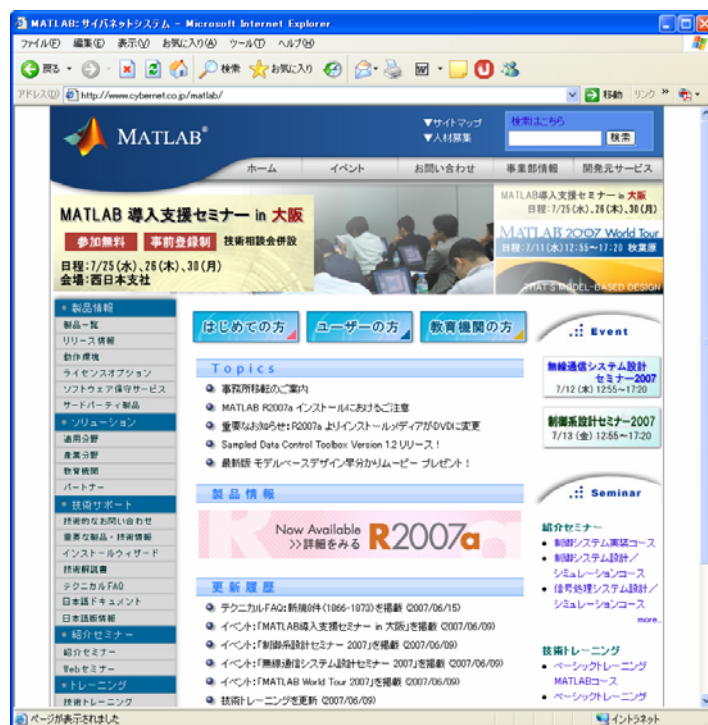 MATLAB: サイバネットシステム - Microsoft Internet Explorer
ファイル(F) 編集(E) 表示(V) お気に入り(A) ツール(T) ヘルプ(H)
戻る 検索 お気に入り
アドレス(D) http://www.cybernet.co.jp/matlab/ 移動 リンク »
MATLAB®
▼サイトマップ
▼人材募集
検索はこちら
検索
ホーム イベント お問い合わせ 事業部情報 開発元サービス
MATLAB 導入支援セミナー in 大阪
参加無料 事前登録制 技術相談会併設
日程:7/25(水)、26(木)、30(月)
会場:西日本支社
MATLAB導入支援セミナー in 大阪
日程:7/25(水)、26(木)、30(月)
MATLAB 2007 World Tour
日程:7/11(水)12:55~17:20 秋葉原
THAT'S MODEL-BASED DESIGN
製品情報
製品一覧
リリース情報
動作環境
ライセンスオプション
ソフトウェア保守サービス
サードパーティ製品
ソリューション
適用分野
産業分野
教育機関
パートナー
技術サポート
技術的なお問い合わせ
重要な製品・技術情報
インストールウィザード
技術解説書
テクニカルFAQ
日本語ドキュメント
日本語版情報
紹介セミナー
紹介セミナー
Webセミナー
トレーニング
技術トレーニング
はじめての方 ユーザーの方 教育機関の方
Topics
事務所移転のご案内
MATLAB R2007a インストールにおけるご注意
重要なお知らせ:R2007a よりインストールメディアがDVDに変更
Sampled Data Control Toolbox Version 1.2 リリース!
最新版 モデルベースデザイン早分かりムービー プレゼント!
製品情報
Now Available
>>詳細をみる R2007a
更新履歴
テクニカルFAQ:新規8件(1866-1873)を掲載 (2007/06/15)
イベント:「MATLAB導入支援セミナー in 大阪」を掲載 (2007/06/09)
イベント:「制御系設計セミナー 2007」を掲載 (2007/06/09)
イベント:「無線通信システム設計セミナー 2007」を掲載 (2007/06/09)
イベント:「MATLAB World Tour 2007」を掲載 (2007/06/09)
技術トレーニングを更新 (2007/06/09)
Event
無線通信システム設計
セミナー2007
7/12 (木) 12:55~17:20
制御系設計セミナー2007
7/13 (金) 12:55~17:20
Seminar
紹介セミナー
制御システム実装コース
制御システム設計/
シミュレーションコース
信号処理システム設計/
シミュレーションコース
more..
技術トレーニング
ベーシックトレーニング
MATLABコース
ベーシックトレーニング
ページが表示されました イントラネット